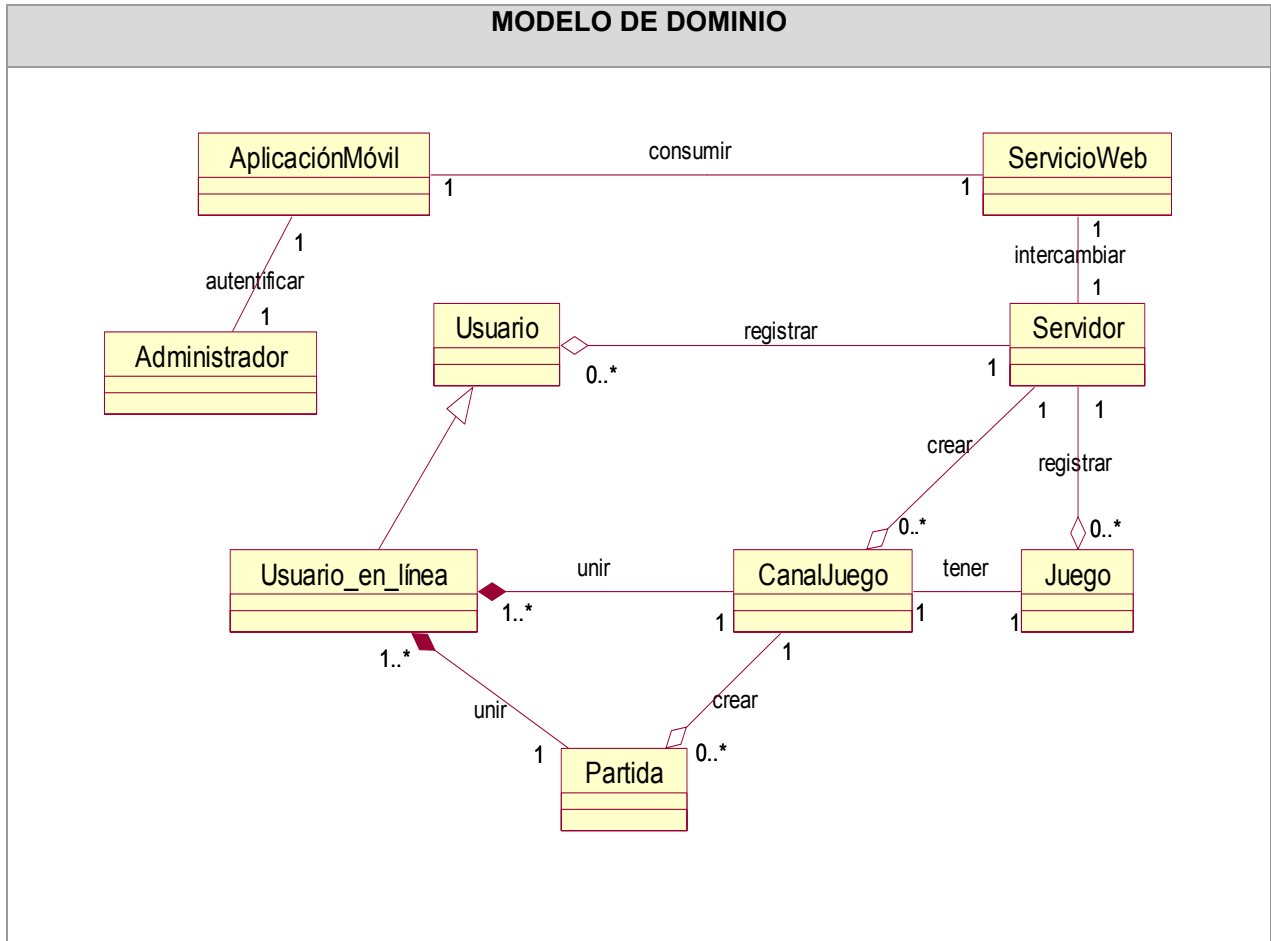 MODELO DE DOMINIO
AplicaciónMóvil
consumir
ServicioWeb
1
1
1
1
intercambiar
autentificar
1
1
Administrador
Usuario
registrar
Servidor
0..*
1
1
1
crear
registrar
0..*
0..*
Usuario_en_línea
unir
CanalJuego
tener
Juego
1..*
1
1
1
1..*
1
unir
crear
1
0..*
Partida